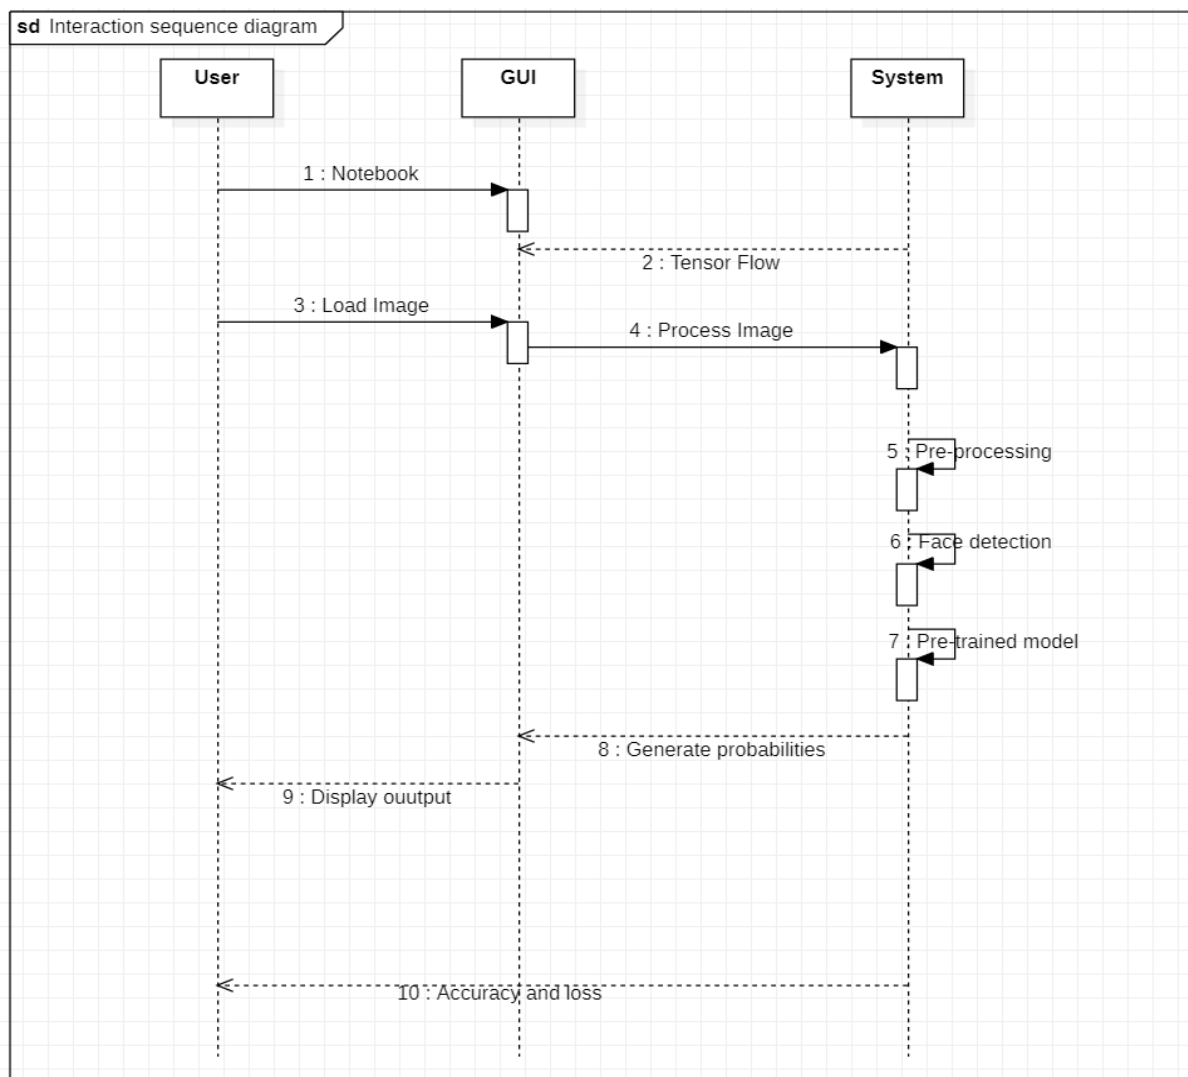 sd Interaction sequence diagram
User
GUI
System
1 : Notebook
2 : Tensor Flow
3 : Load Image
4 : Process Image
5 : Pre-processing
6 : Face detection
7 : Pre-trained model
8 : Generate probabilities
9 : Display ouutput
10 : Accuracy and loss